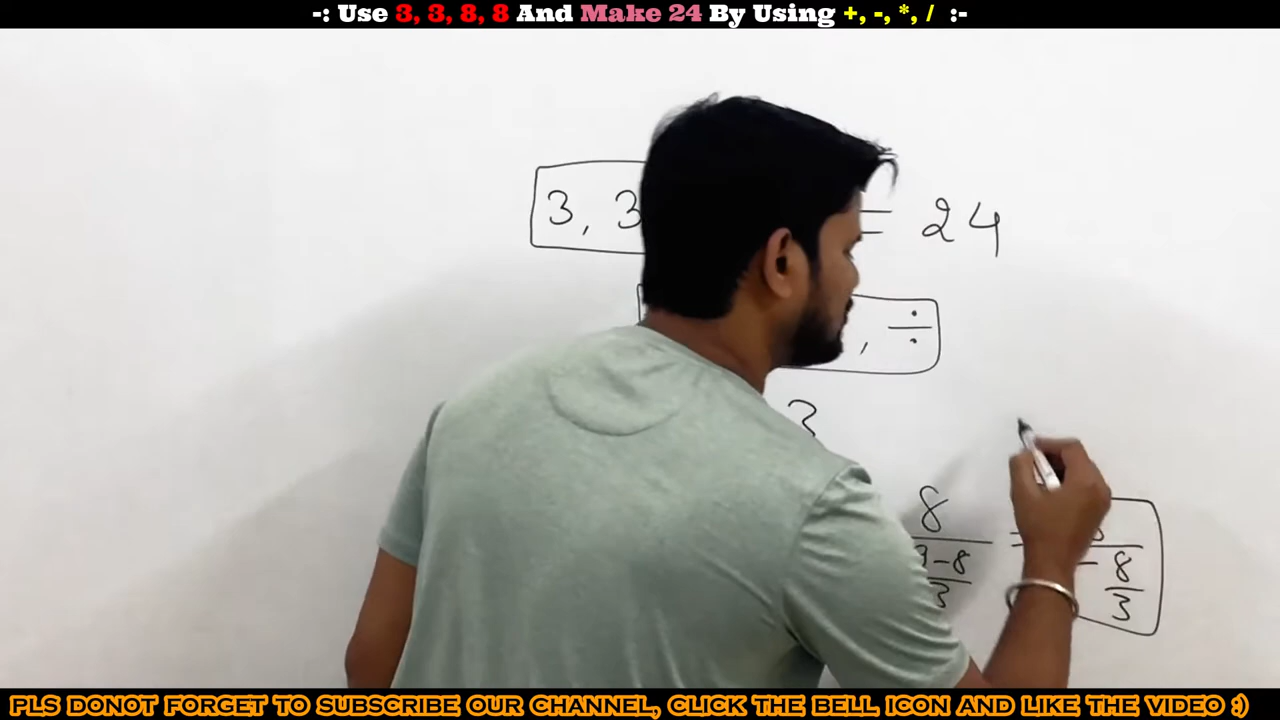 -: Use 3, 3, 8, 8 And Make 24 By Using +, -, *, / :-
3, 3 = 24
, ÷
3
8
9-8
3
=
- 8
3
PLS DONOT FORGET TO SUBSCRIBE OUR CHANNEL, CLICK THE BELL ICON AND LIKE THE VIDEO :)